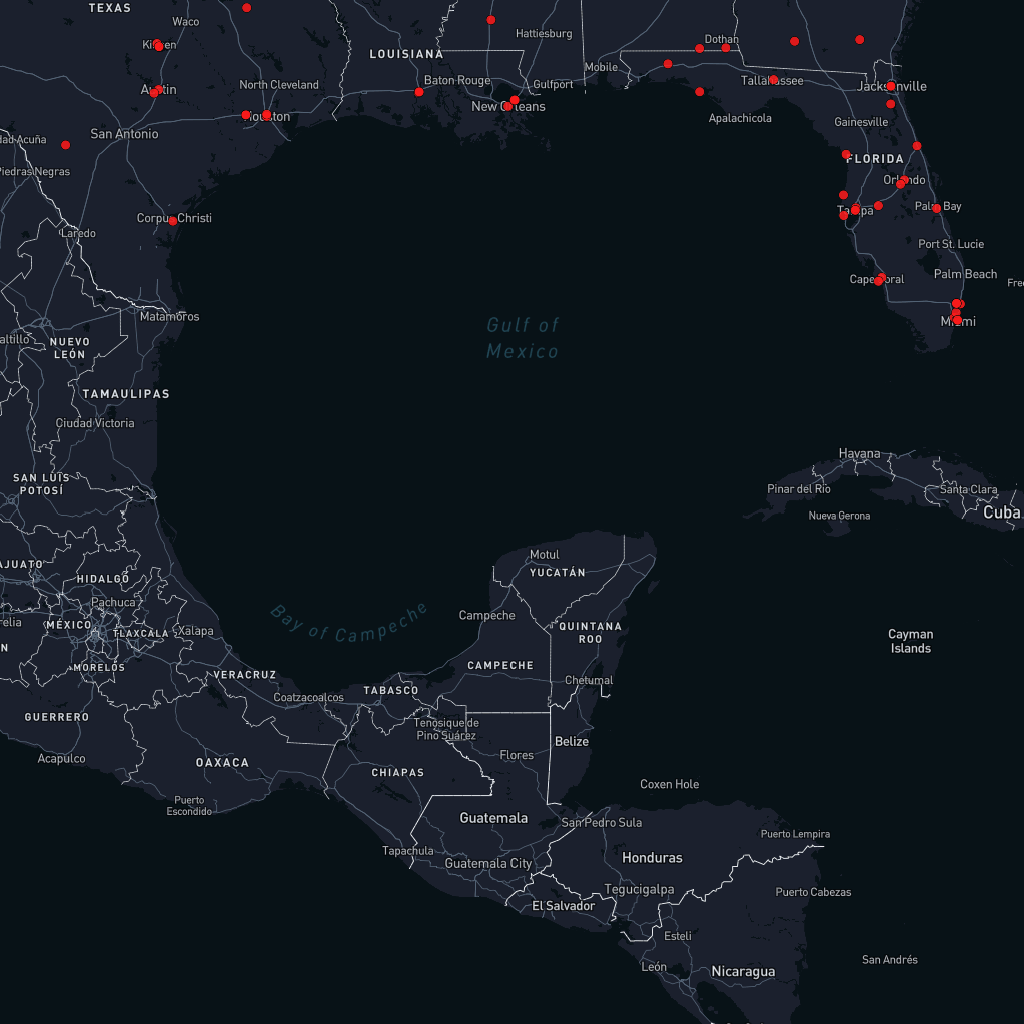 TEXAS
Waco
Killeen
Hattiesburg
Dothan
LOUISIANA
Mobile
Baton Rouge
North Cleveland
Gulfport
Tallahassee
Jacksonville
Austin
New Orleans
Houston
Apalachicola
Gainesville
San Antonio
dad Acuña
FLORIDA
Piedras Negras
Orlando
Corpus Christi
Tampa
Palm Bay
Laredo
Port St. Lucie
Palm Beach
Cape Coral
Free
Matamoros
Miami
Gulf of
Mexico
altillo
NUEVO
LEÓN
TAMAULIPAS
Ciudad Victoria
Havana
SAN LUIS
POTOSÍ
Pinar del Río
Santa Clara
Nueva Gerona
Cuba
Motul
AJUATO
YUCATÁN
HIDALGO
Pachuca
Bay of Campeche
Campeche
relia
MÉXICO
TLAXCALA
Xalapa
QUINTANA
ROO
Cayman
Islands
N
MORELOS
VERACRUZ
CAMPECHE
Chetumal
TABASCO
Coatzacoalcos
GUERRERO
Tenosique de
Pino Suárez
Belize
Acapulco
OAXACA
Flores
CHIAPAS
Coxen Hole
Puerto
Escondido
Guatemala
San Pedro Sula
Puerto Lempira
Tapachula
Guatemala City
Honduras
Tegucigalpa
Puerto Cabezas
El Salvador
Esteli
San Andrés
León
Nicaragua